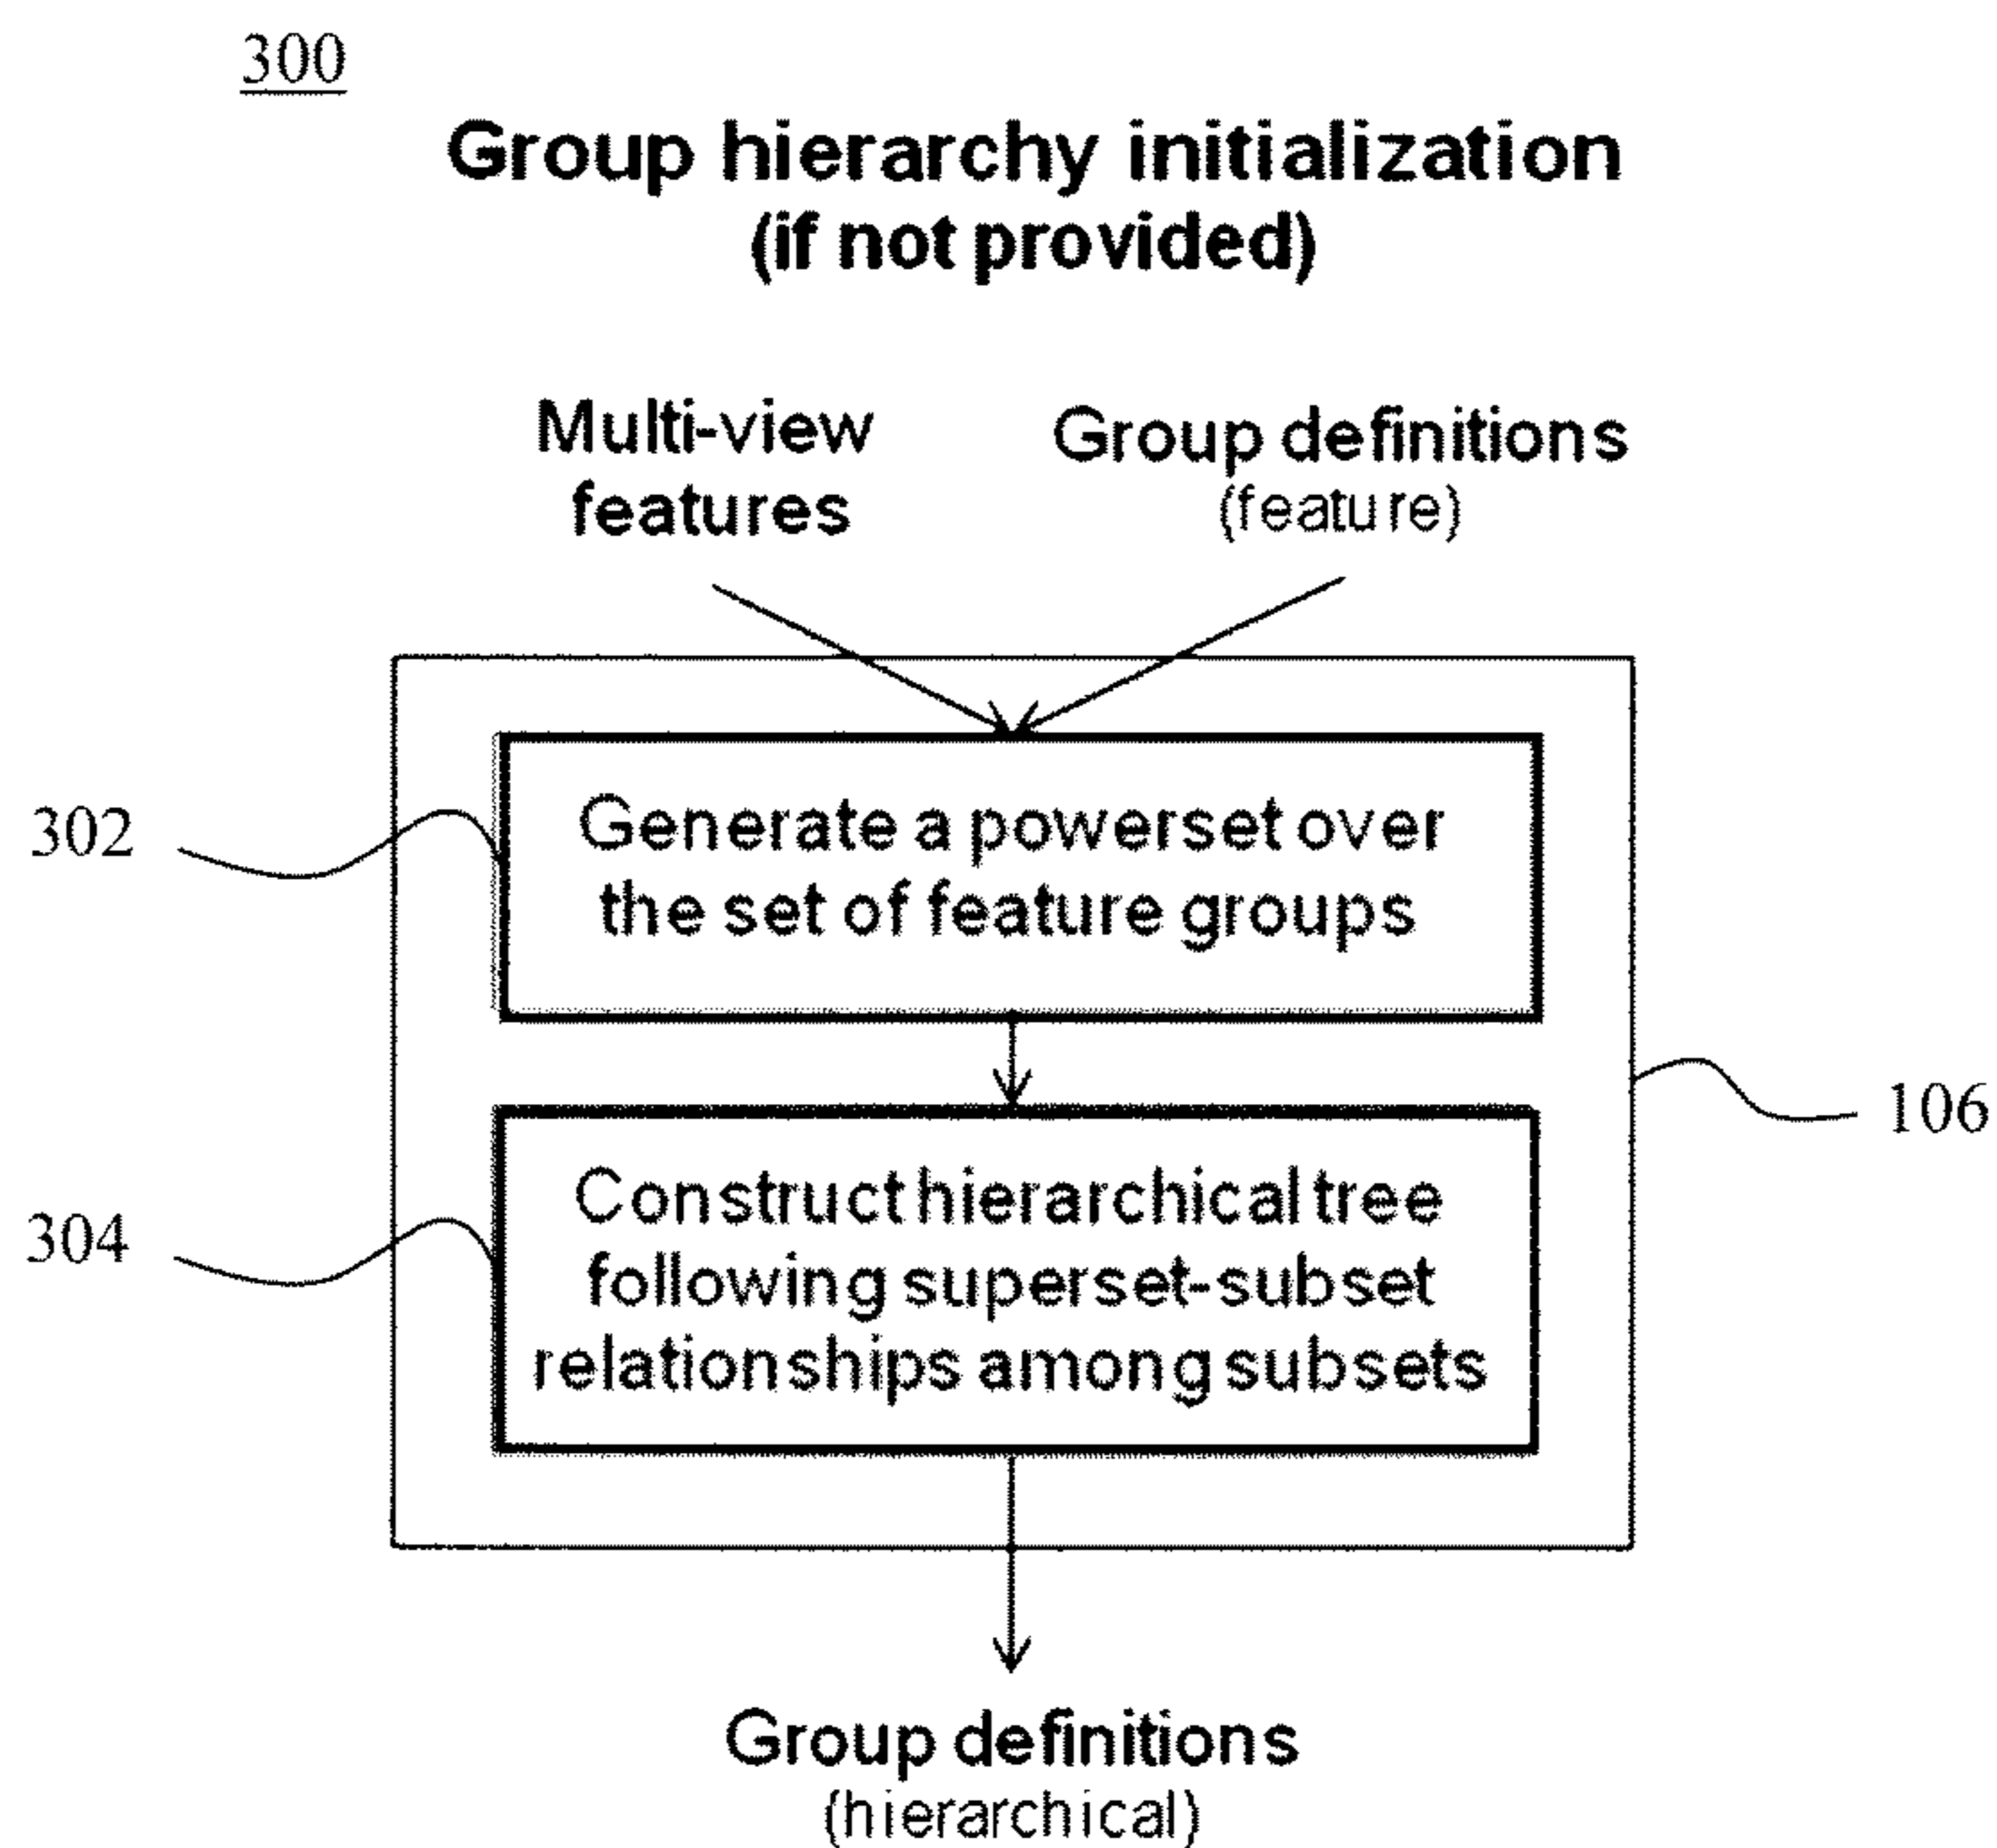 300
Group hierarchy initialization
(if not provided)
Multi-view
features
Group definitions
(feature)
302
Generate a powerset over
the set of feature groups
106
304
Construct hierarchical tree
following superset-subset
relationships among subsets
Group definitions
(hierarchical)